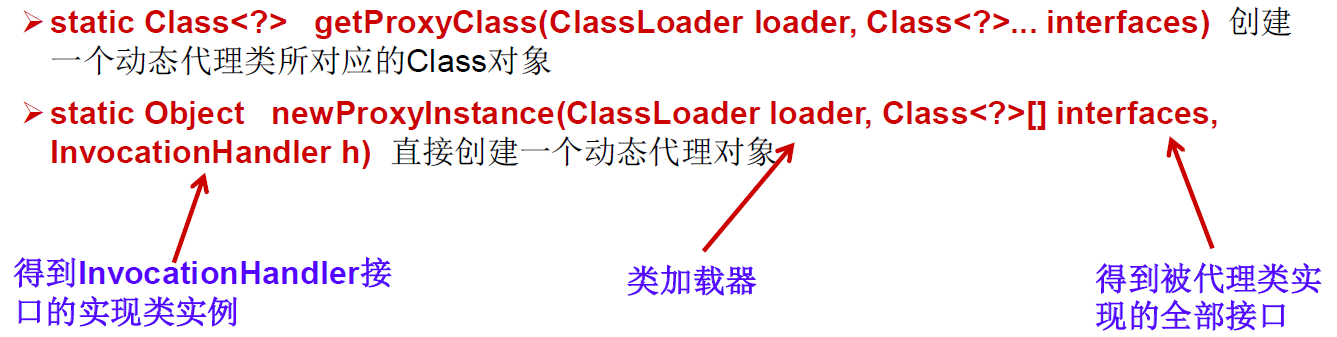 ➢static Class<?> getProxyClass(ClassLoader loader, Class<?>... interfaces) 创建
一个动态代理类所对应的Class对象
➢static Object newProxyInstance(ClassLoader loader, Class<?>[] interfaces,
InvocationHandler h) 直接创建一个动态代理对象
得到InvocationHandler接
口的实现类实例
类加载器
得到被代理类实
现的全部接口